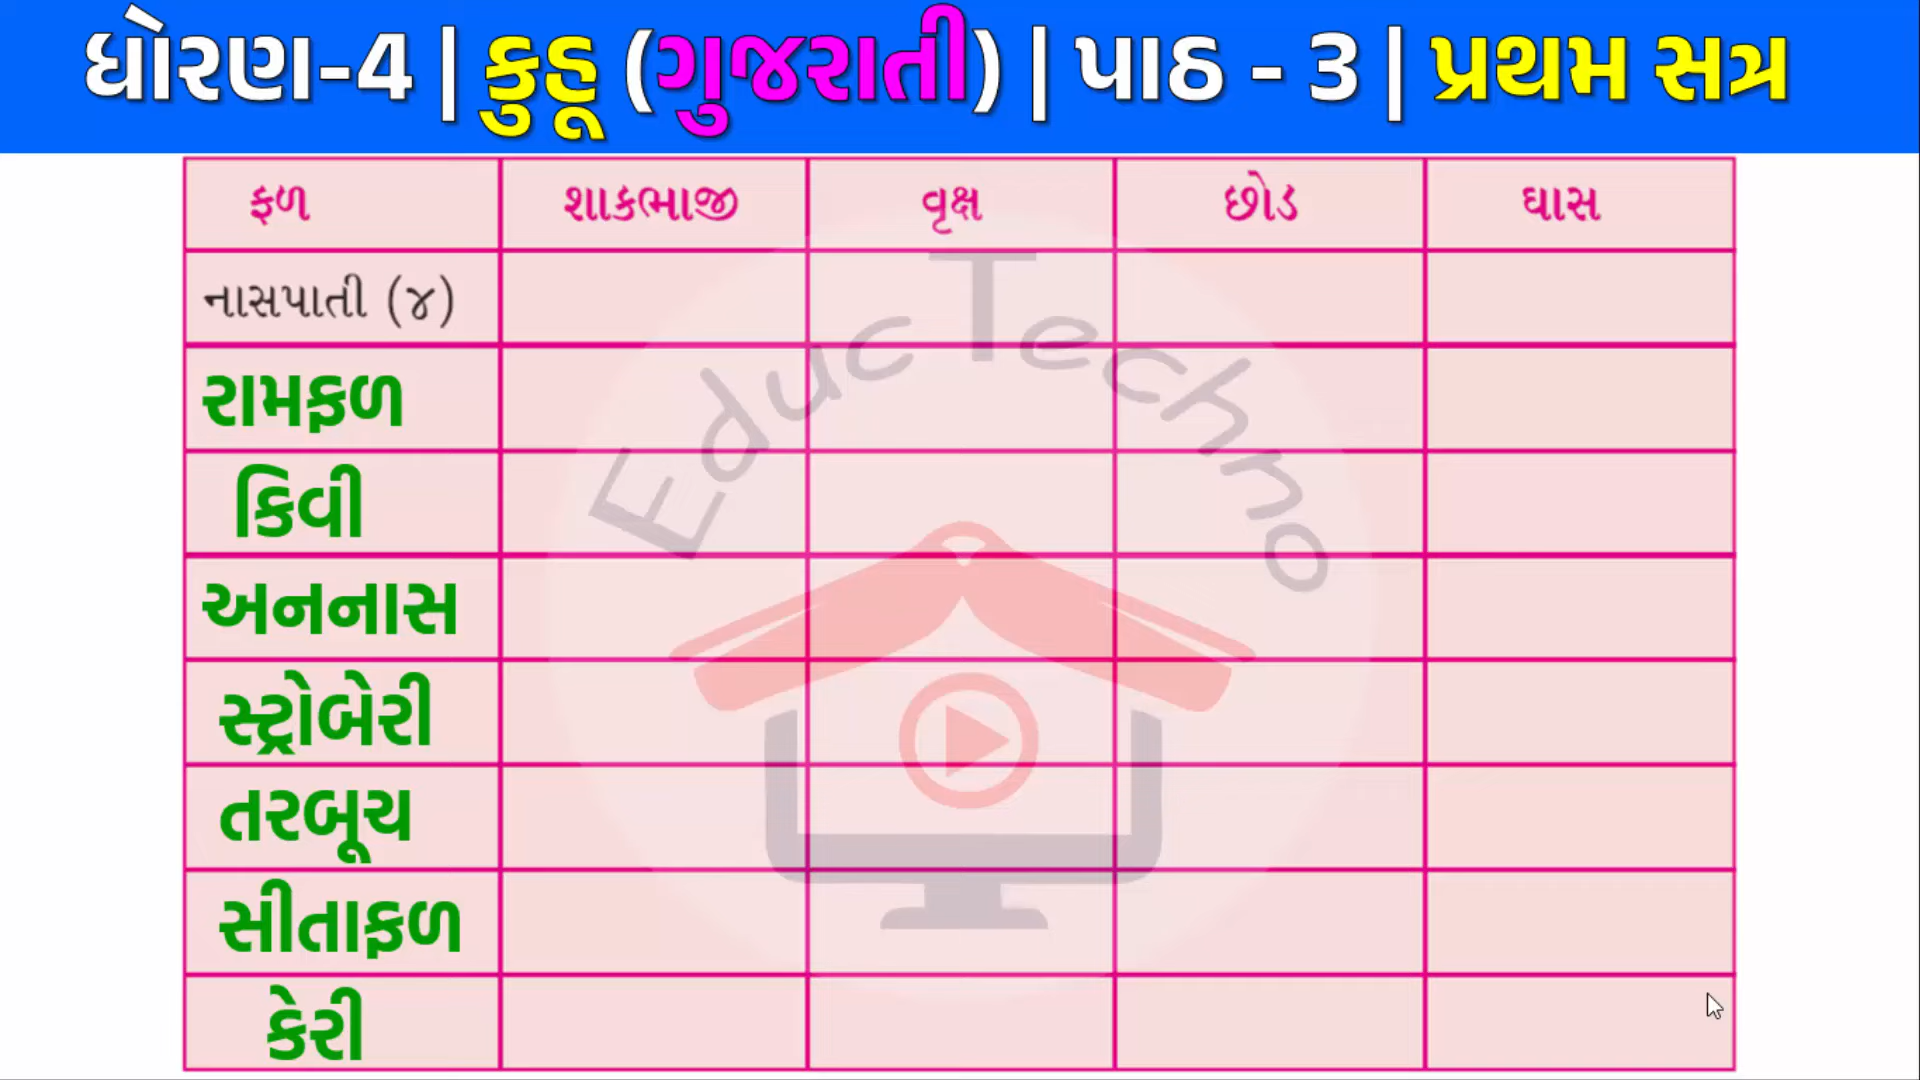 ધોરણ-4 | કુહૂ (ગુજરાતી) | પાઠ - 3 | પ્રથમ સત્ર
ફળ શાકભાજી વૃક્ષ છોડ ઘાસ
નાસપાતી (૪)
રામફળ
કિવી
અનનાસ
સ્ટ્રોબેરી
તરબૂચ
સીતાફળ
કેરી
EducTechno